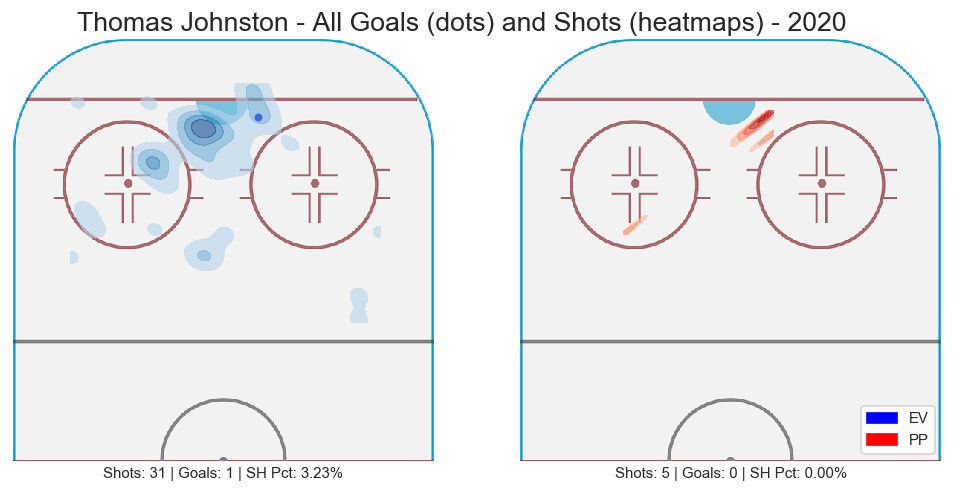 Thomas Johnston - All Goals (dots) and Shots (heatmaps) - 2020
EV
PP
Shots: 31 | Goals: 1 | SH Pct: 3.23%
Shots: 5 | Goals: 0 | SH Pct: 0.00%